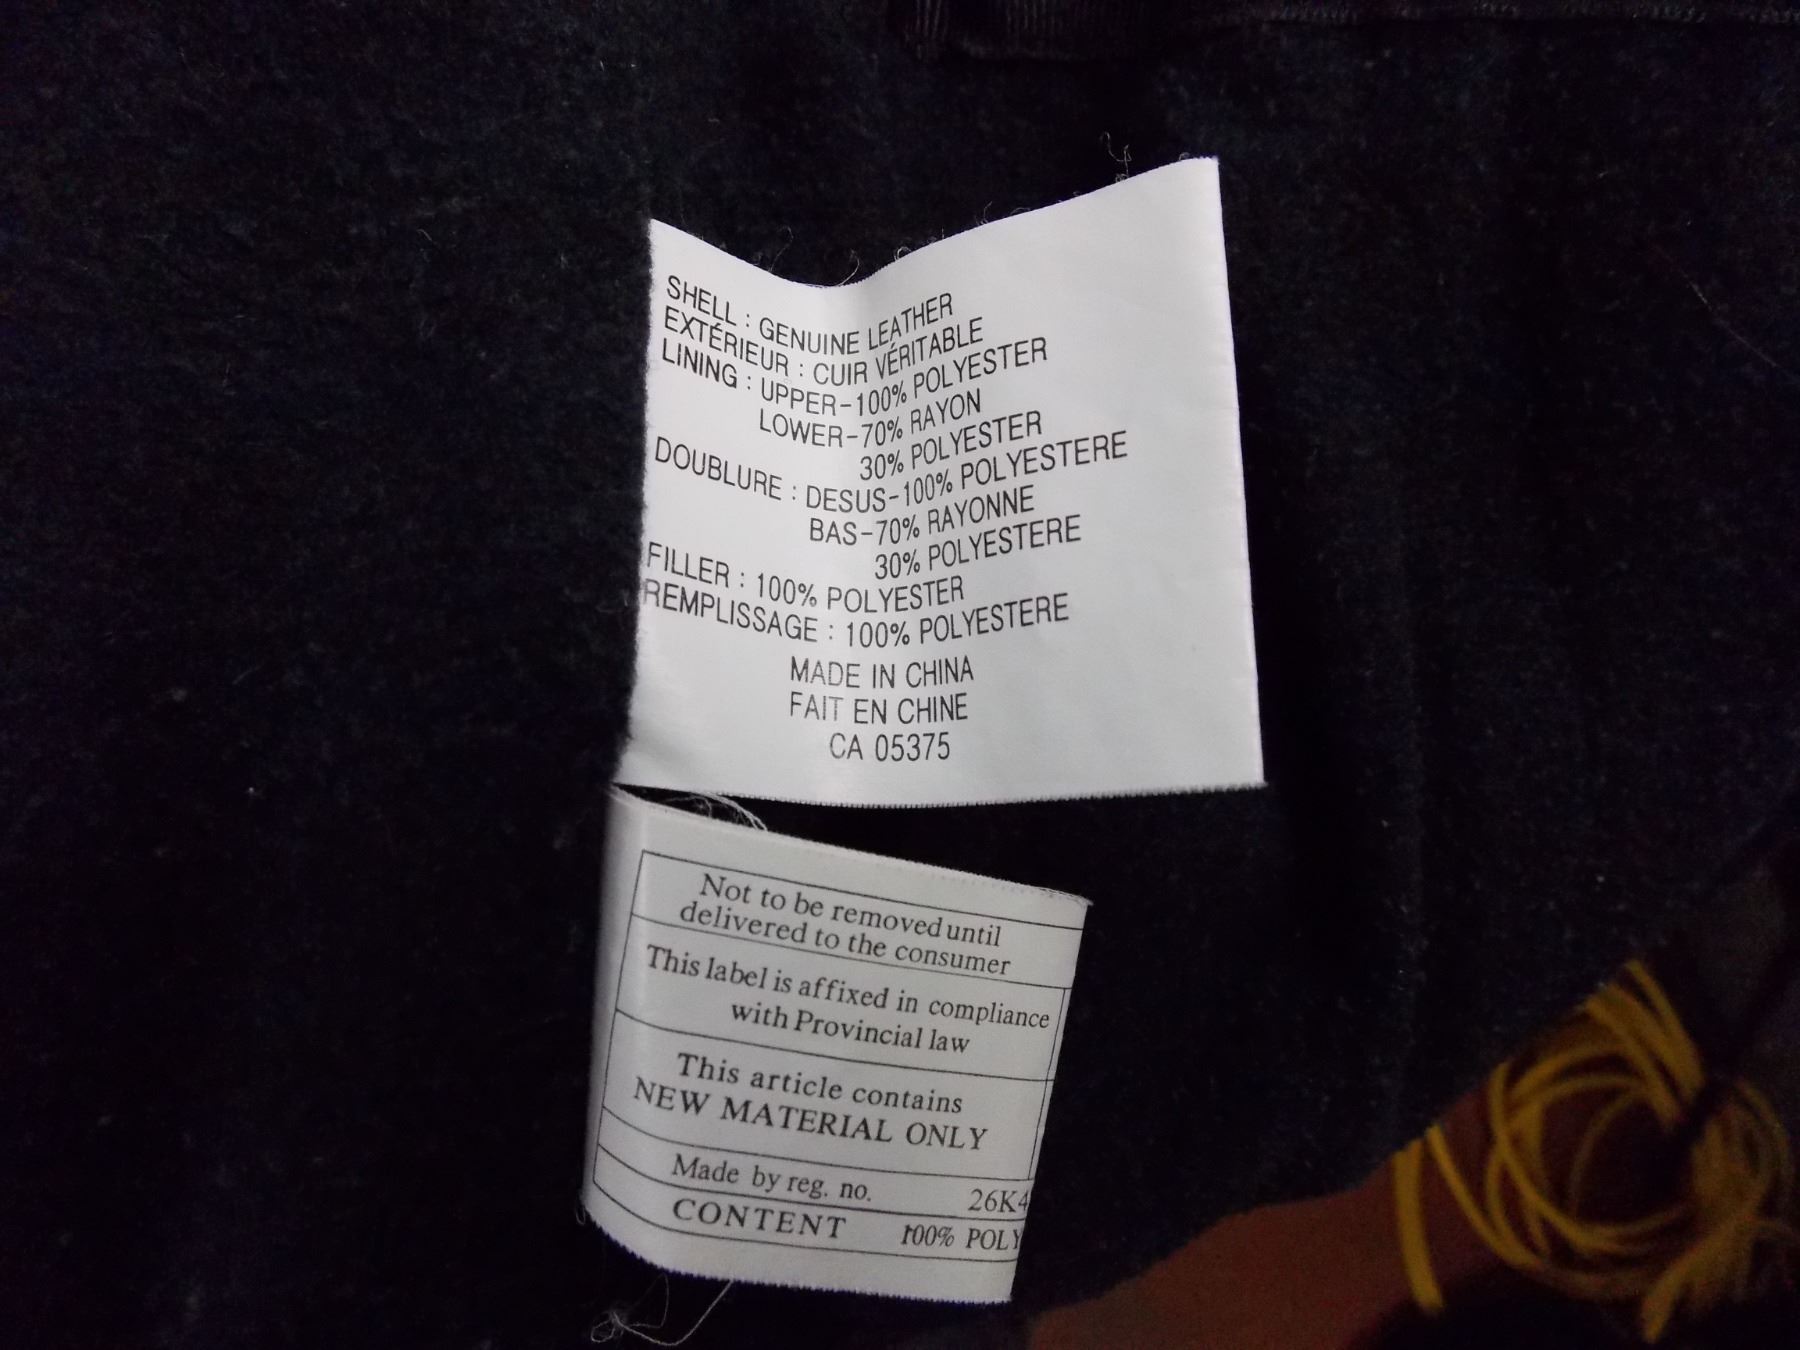 SHELL : GENUINE LEATHER
EXTÉRIEUR : CUIR VÉRITABLE
LINING : UPPER-100% POLYESTER
LOWER-70% RAYON
30% POLYESTER
DOUBLURE : DESUS-100% POLYESTERE
BAS-70% RAYONNE
30% POLYESTERE
FILLER : 100% POLYESTER
REMPLISSAGE : 100% POLYESTERE
MADE IN CHINA
FAIT EN CHINE
CA 05375
Not to be removed until
delivered to the consumer
This label is affixed in compliance
with Provincial law
This article contains
NEW MATERIAL ONLY
Made by reg. no. 26K4
CONTENT 100% POLY